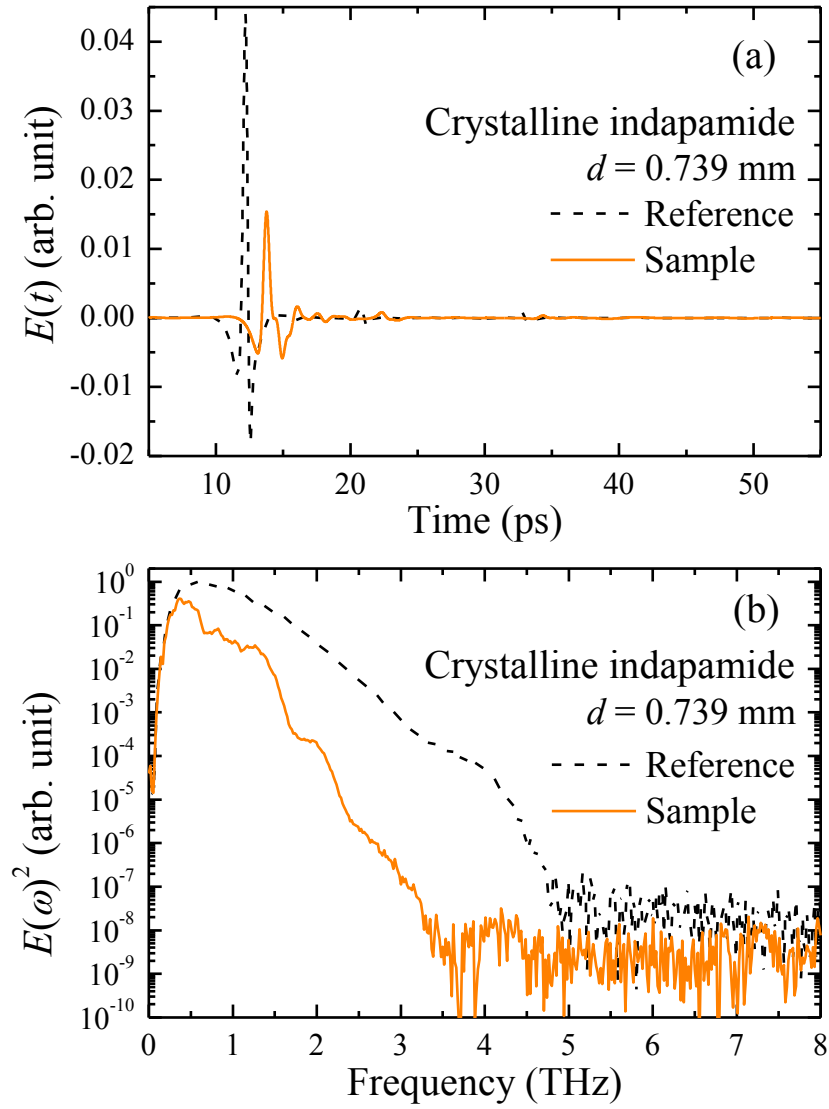 (a)
Crystalline indapamide
d = 0.739 mm
Reference
Sample
E(t) (arb. unit)
0.04
0.03
0.02
0.01
0.00
-0.01
-0.02
10 20 30 40 50
Time (ps)
(b)
Crystalline indapamide
d = 0.739 mm
Reference
Sample
E(ω)² (arb. unit)
10⁰
10⁻¹
10⁻²
10⁻³
10⁻⁴
10⁻⁵
10⁻⁶
10⁻⁷
10⁻⁸
10⁻⁹
10⁻¹⁰
0 1 2 3 4 5 6 7 8
Frequency (THz)